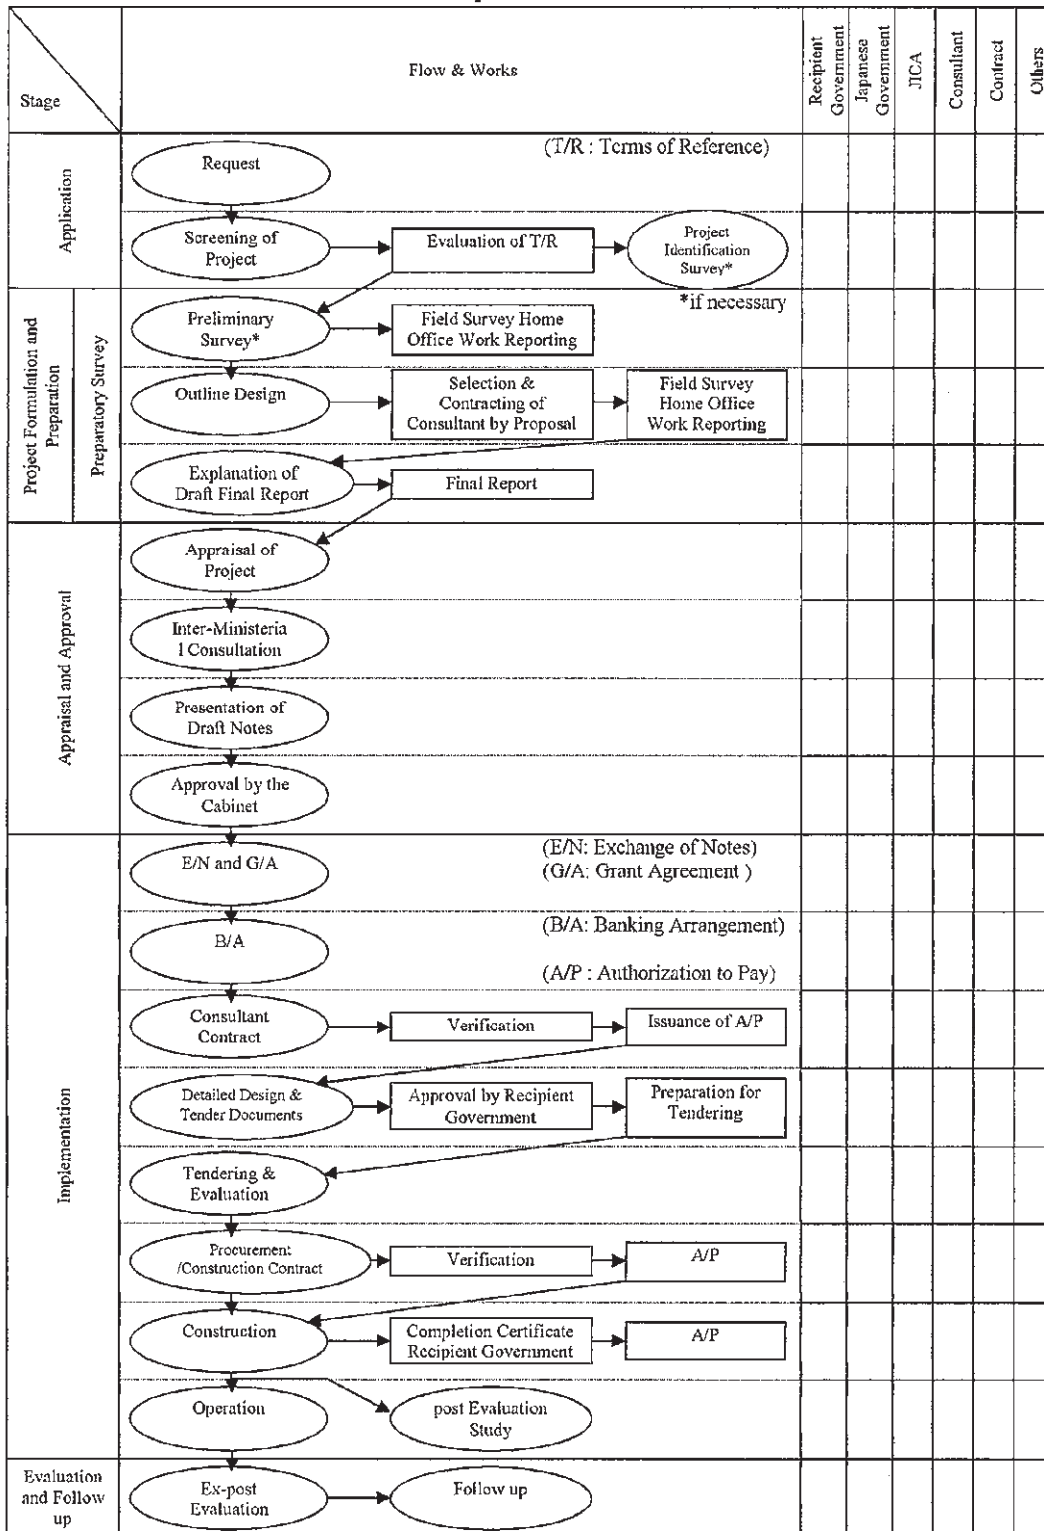 Stage
Flow & Works
Recipient
Government
Japanese
Government
JICA
Consultant
Contract
Others
Application
Request
(T/R : Terms of Reference)
Screening of
Project
Evaluation of T/R
Project
Identification
Survey*
*if necessary
Project Formulation and
Preparation
Preparatory Survey
Preliminary
Survey*
Field Survey Home
Office Work Reporting
Outline Design
Selection &
Contracting of
Consultant by Proposal
Field Survey
Home Office
Work Reporting
Explanation of
Draft Final Report
Final Report
Appraisal and Approval
Appraisal of
Project
Inter-Ministeria
l Consultation
Presentation of
Draft Notes
Approval by the
Cabinet
Implementation
E/N and G/A
(E/N: Exchange of Notes)
(G/A: Grant Agreement )
B/A
(B/A: Banking Arrangement)
(A/P : Authorization to Pay)
Consultant
Contract
Verification
Issuance of A/P
Detailed Design &
Tender Documents
Approval by Recipient
Government
Preparation for
Tendering
Tendering &
Evaluation
Procurement
/Construction Contract
Verification
A/P
Construction
Completion Certificate
Recipient Government
A/P
Operation
post Evaluation
Study
Evaluation
and Follow
up
Ex-post
Evaluation
Follow up